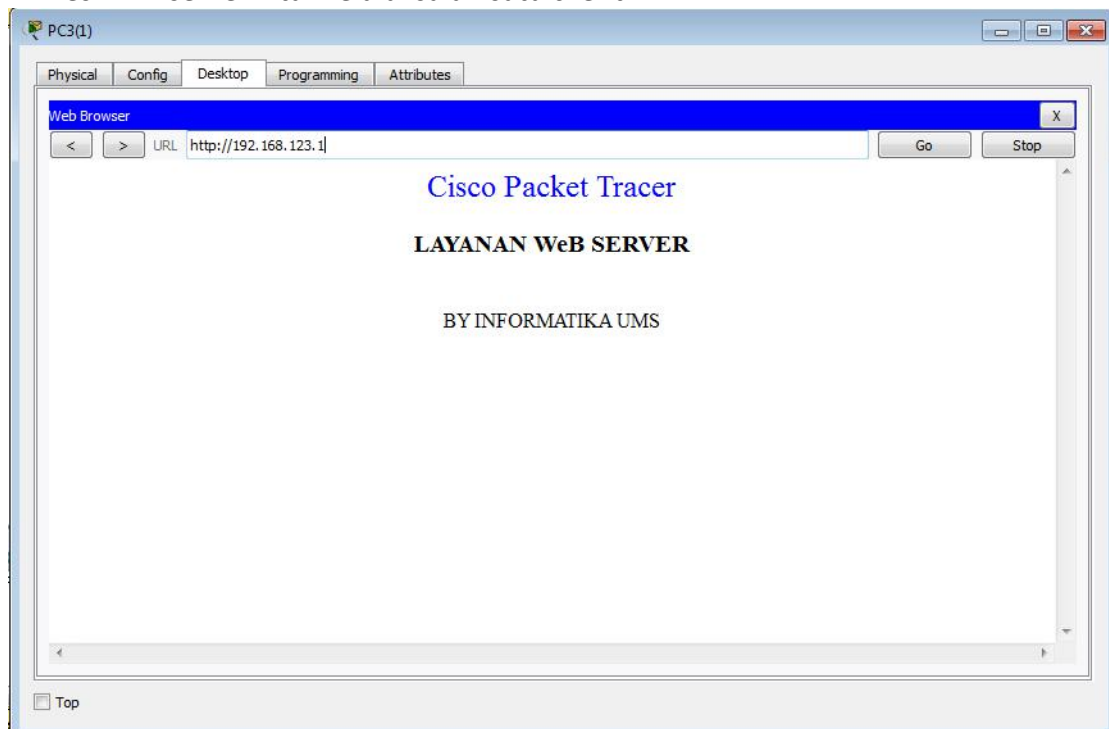 PC3(1)
Physical Config Desktop Programming Attributes
Web Browser X
< > URL http://192.168.123.1 Go Stop
Cisco Packet Tracer
LAYANAN WeB SERVER
BY INFORMATIKA UMS
Top